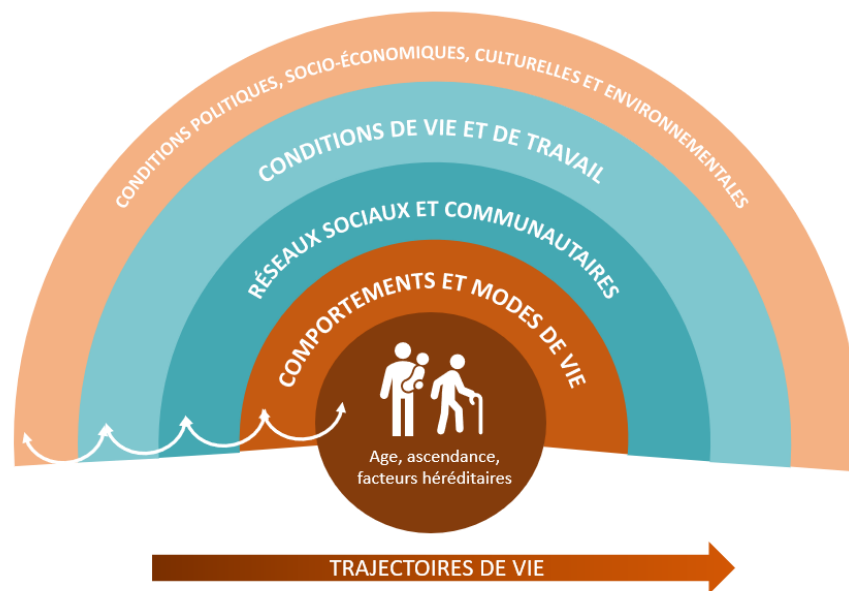 CONDITIONS POLITIQUES, SOCIO-ÉCONOMIQUES, CULTURELLES ET ENVIRONNEMENTALES
CONDITIONS DE VIE ET DE TRAVAIL
RÉSEAUX SOCIAUX ET COMMUNAUTAIRES
COMPORTEMENTS ET MODES DE VIE
Age, ascendance,
facteurs héréditaires
TRAJECTOIRES DE VIE